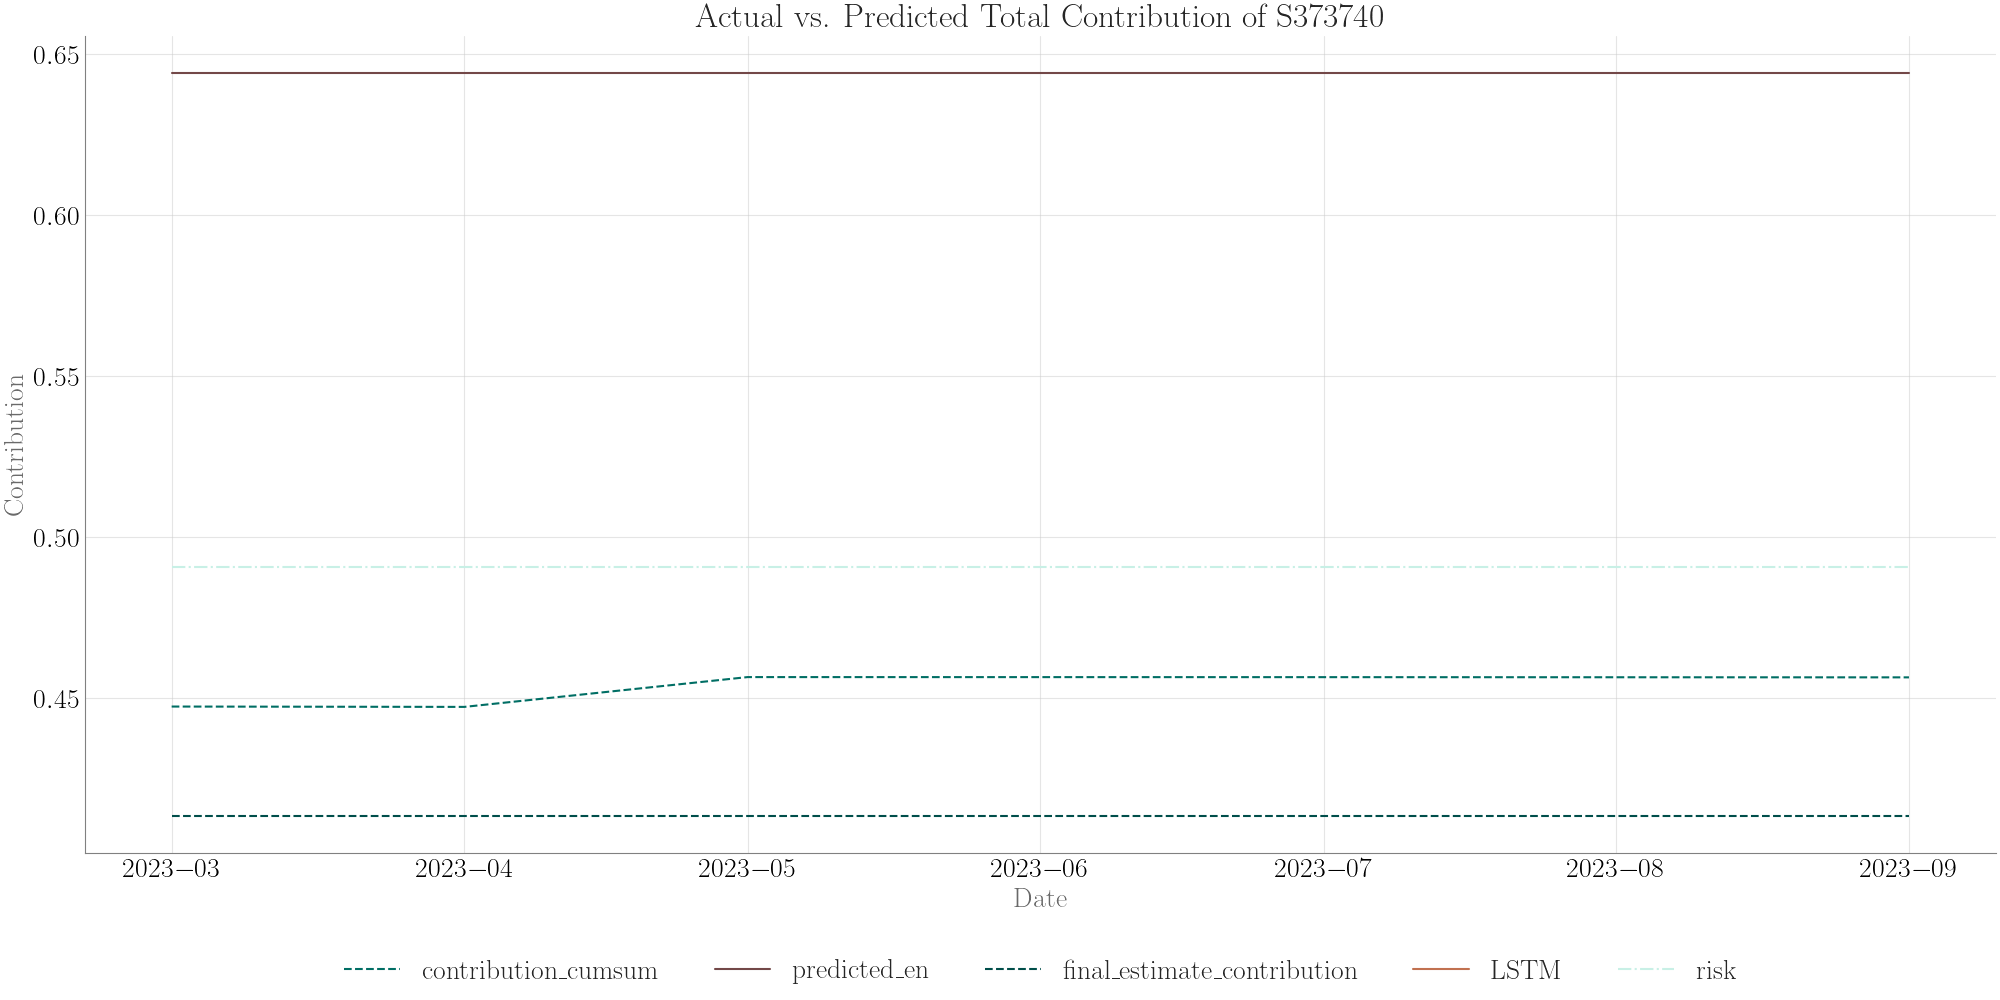 Actual vs. Predicted Total Contribution of S373740
0.65
0.60
0.55
0.50
0.45
Contribution
2023−03 2023−04 2023−05 2023−06 2023−07 2023−08 2023−09
Date
contribution_cumsum predicted_en final_estimate_contribution LSTM risk